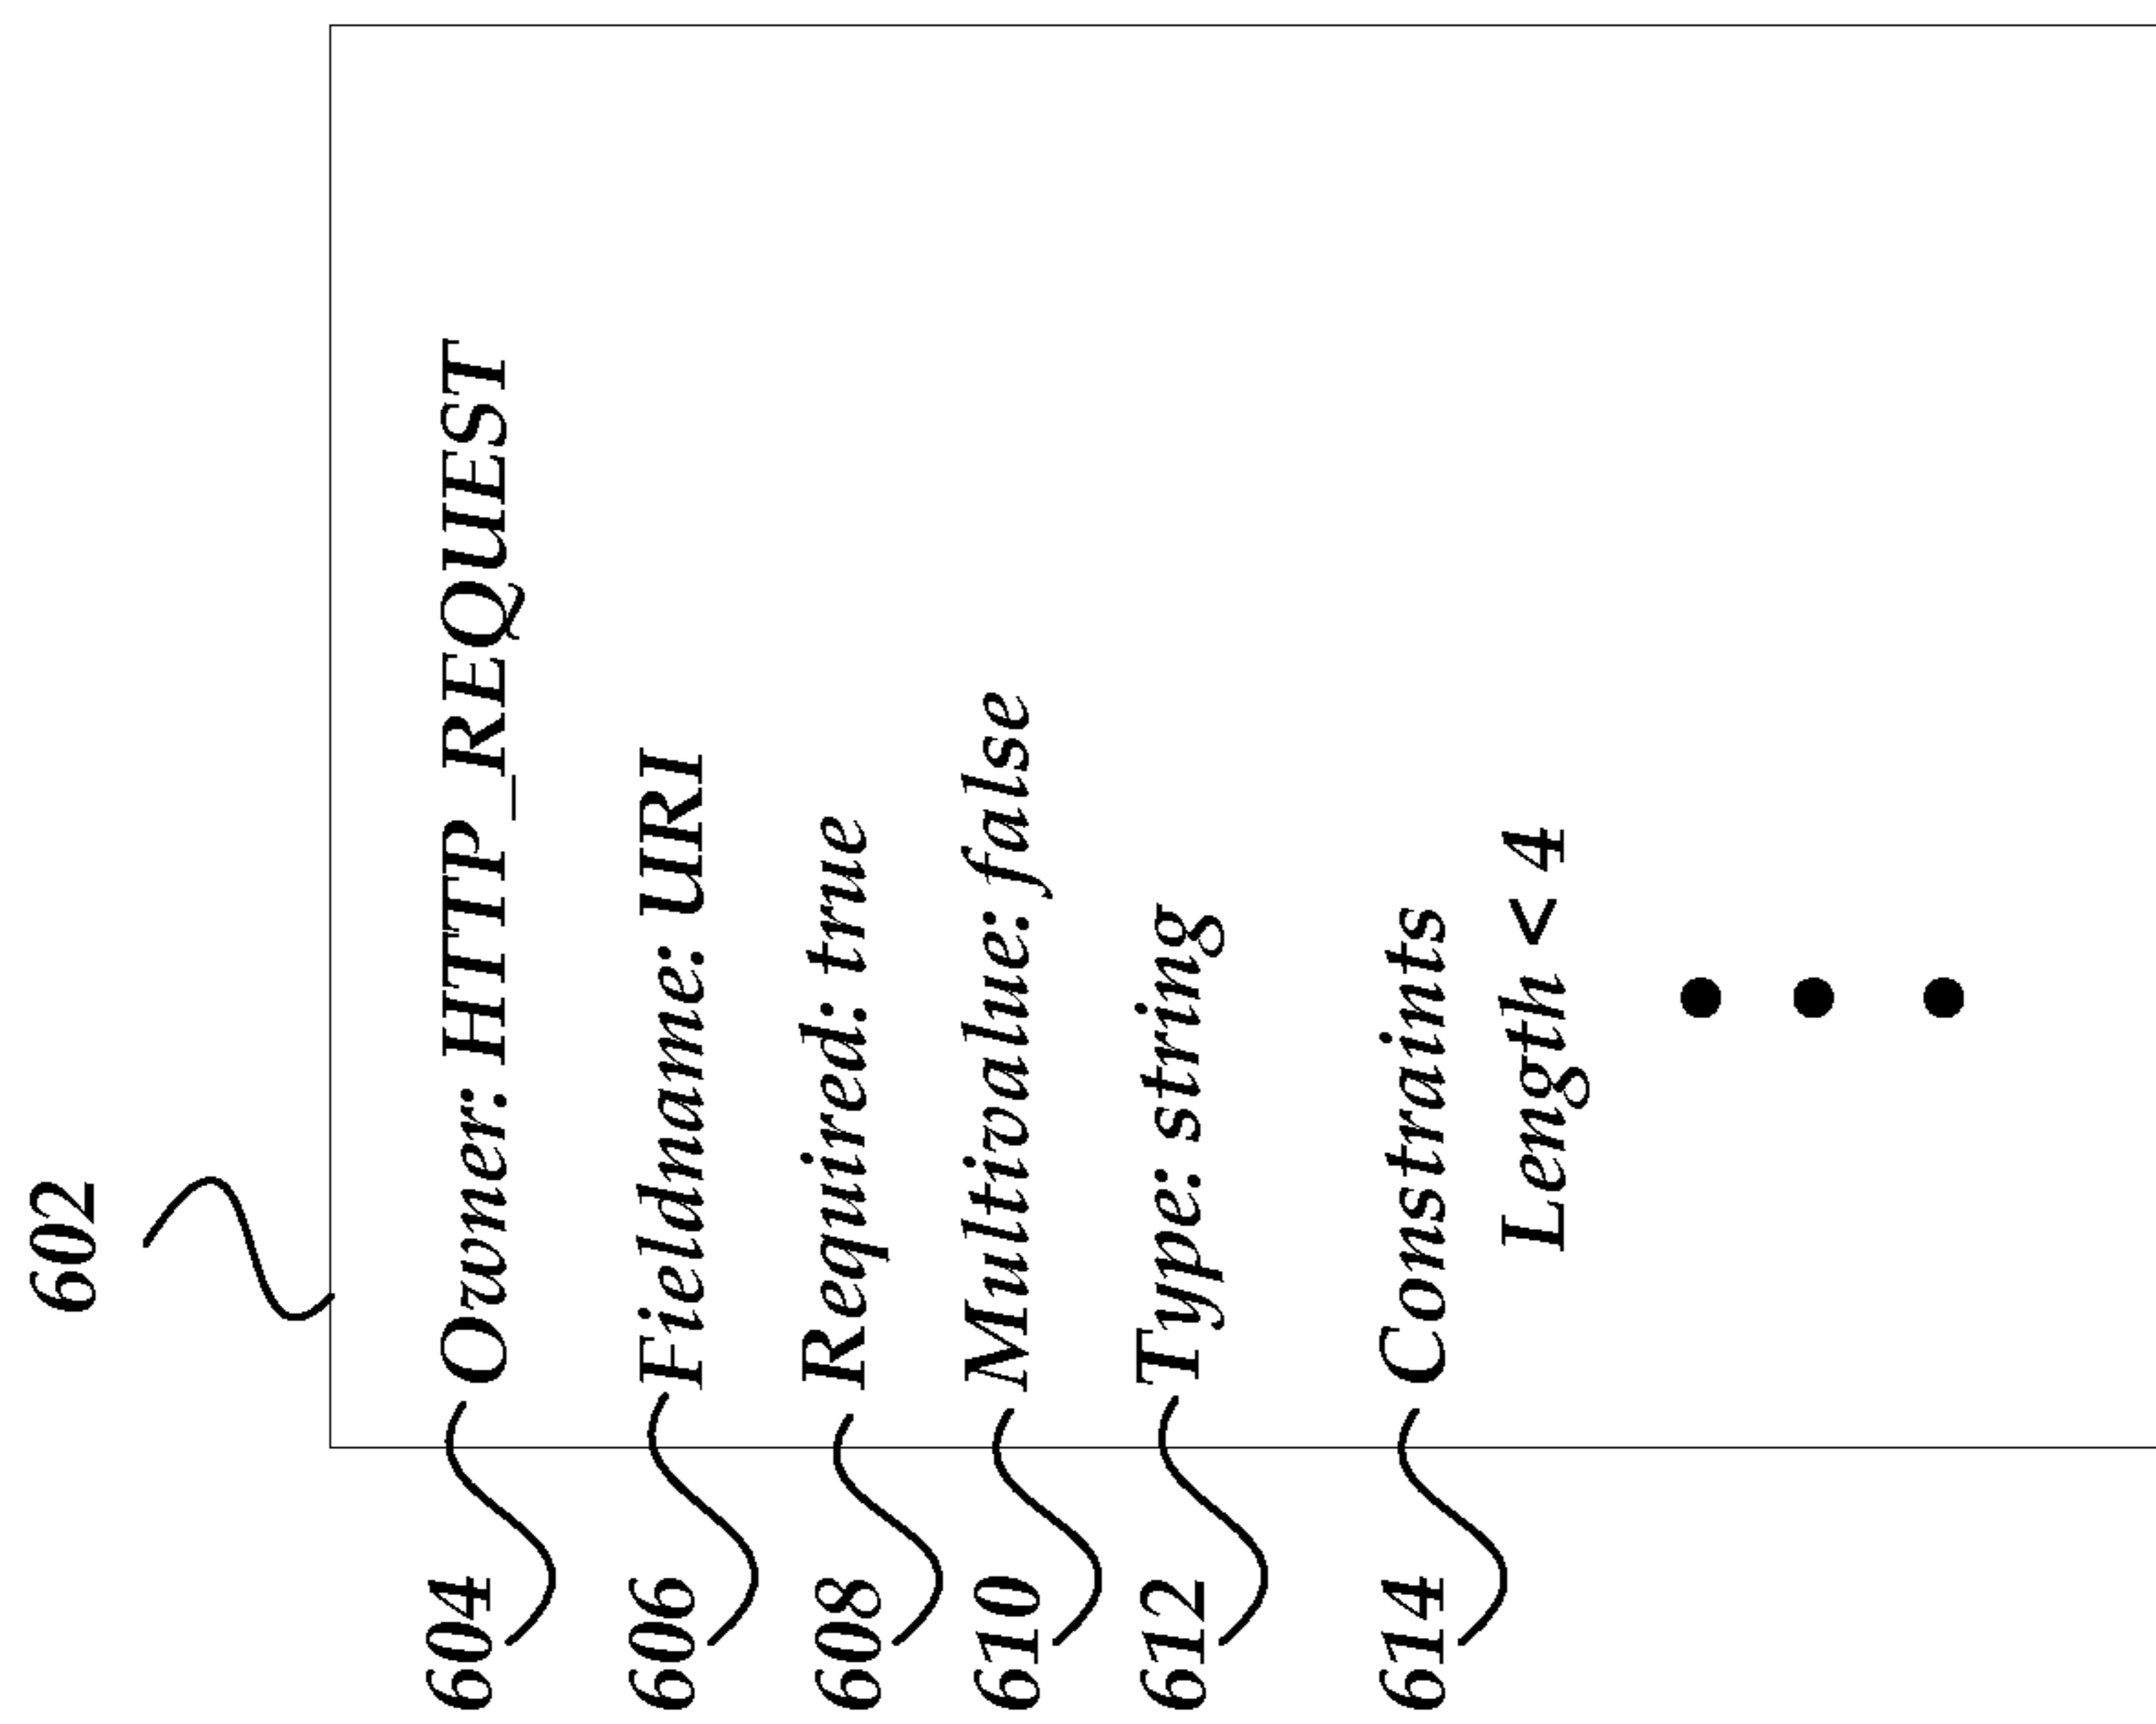 602
604 Owner: HTTP_REQUEST
606 Fieldname: URI
608 Required: true
610 Multivalue: false
612 Type: string
614 Constraints
Length < 4